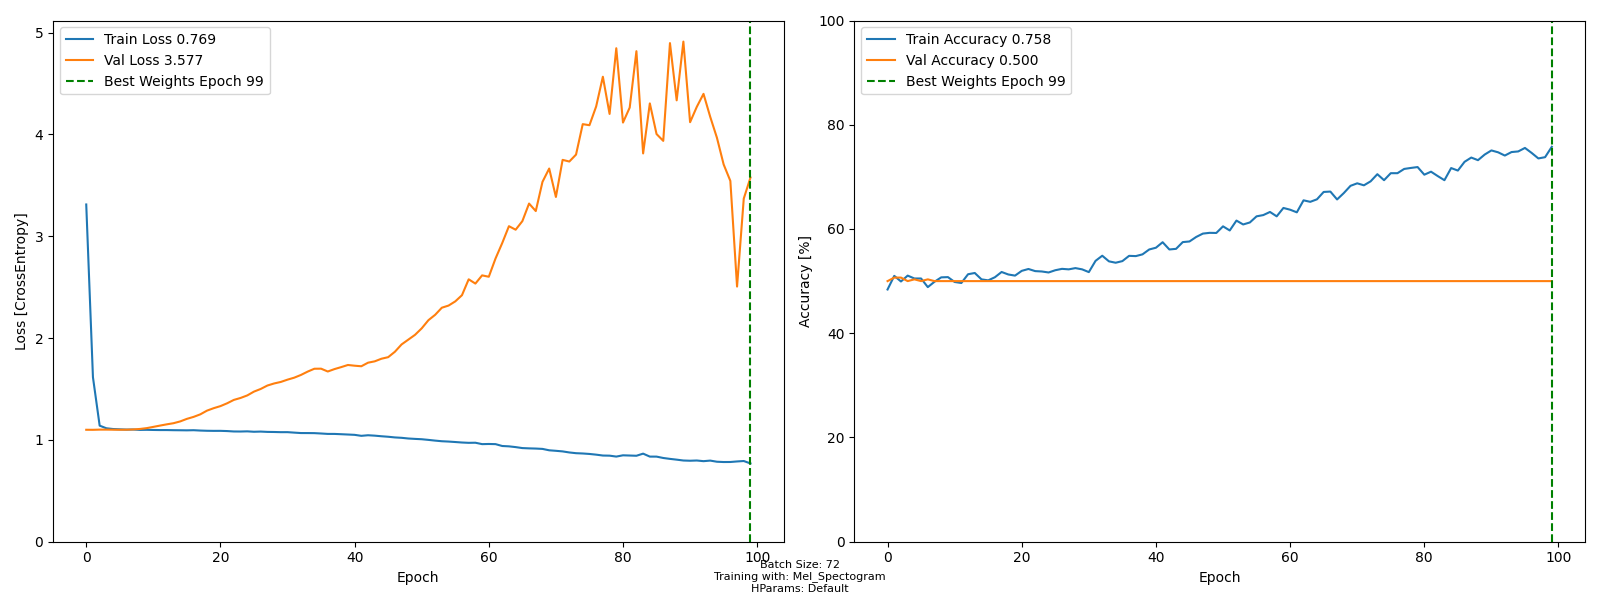 Train Loss 0.769
Val Loss 3.577
Best Weights Epoch 99
Loss [CrossEntropy]
5
4
3
2
1
0
0 20 40 60 80 100
Epoch
Train Accuracy 0.758
Val Accuracy 0.500
Best Weights Epoch 99
Accuracy [%]
100
80
60
40
20
0
0 20 40 60 80 100
Epoch
Batch Size: 72
Training with: Mel_Spectogram
HParams: Default